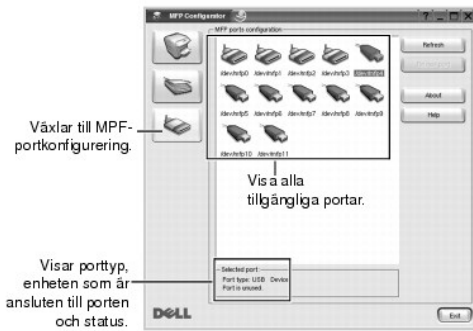 MFP Configurator
MFP ports configuration
/dev/mfp0 /dev/mfp1 /dev/mfp2 /dev/mfp3 /dev/mfp4
/dev/mfp5 /dev/mfp6 /dev/mfp7 /dev/mfp8 /dev/mfp9
/dev/mfp10 /dev/mfp11
Refresh
About
Help
Växlar till MPF-
portkonfigurering.
Visa alla
tillgängliga portar.
Visar porttyp,
enheten som är
ansluten till porten
och status.
Selected port:
Port type: USB Device
Port is unused.
DELL
Exit